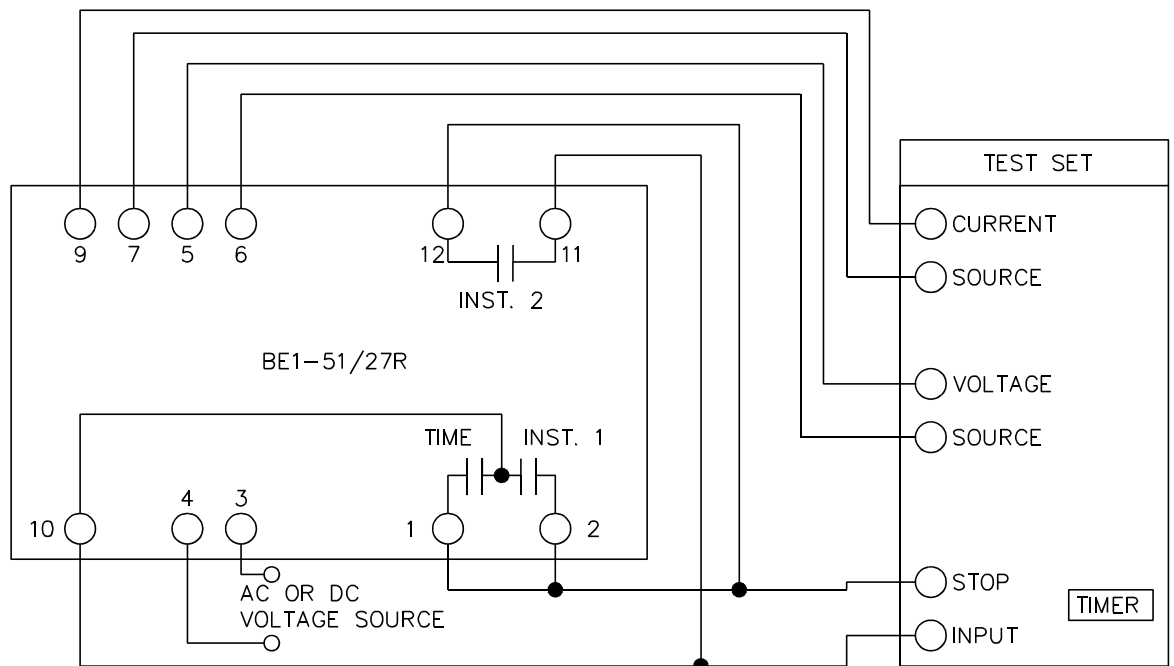 TEST SET
CURRENT
9 7 5 6 12 11
SOURCE
INST. 2
BE1-51/27R
VOLTAGE
TIME INST. 1
SOURCE
10 4 3 1 2
AC OR DC
VOLTAGE SOURCE
STOP
TIMER
INPUT